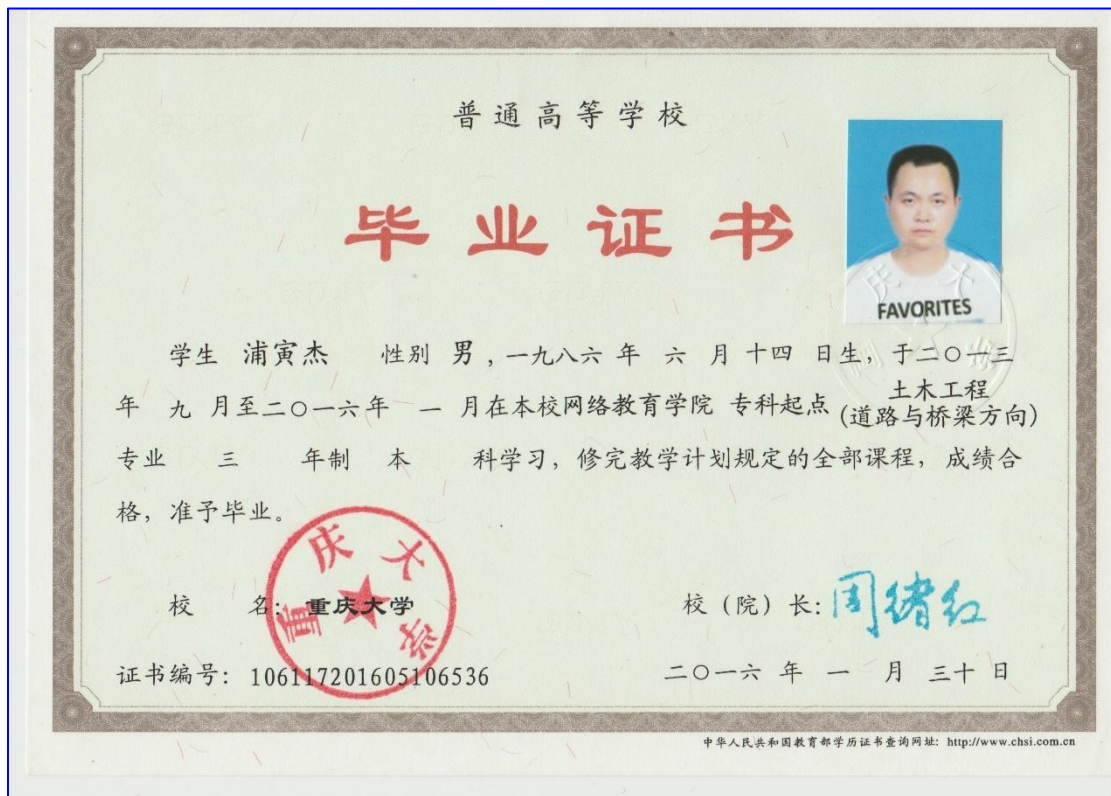 普通高等学校
毕业证书
FAVORITES
学生 浦寅杰 性别 男，一九八六 年 六 月 十四 日生，于二〇一三
年 九 月至二〇一六年 一 月在本校网络教育学院 专科起点 土木工程
(道路与桥梁方向)
专业 三 年制 本 科学习，修完教学计划规定的全部课程，成绩合
格，准予毕业。
重庆大学
校 名：重庆大学
校（院）长：周绪红
证书编号：106117201605106536
二〇一六 年 一 月 三十 日
中华人民共和国教育部学历证书查询网址：http://www.chsi.com.cn